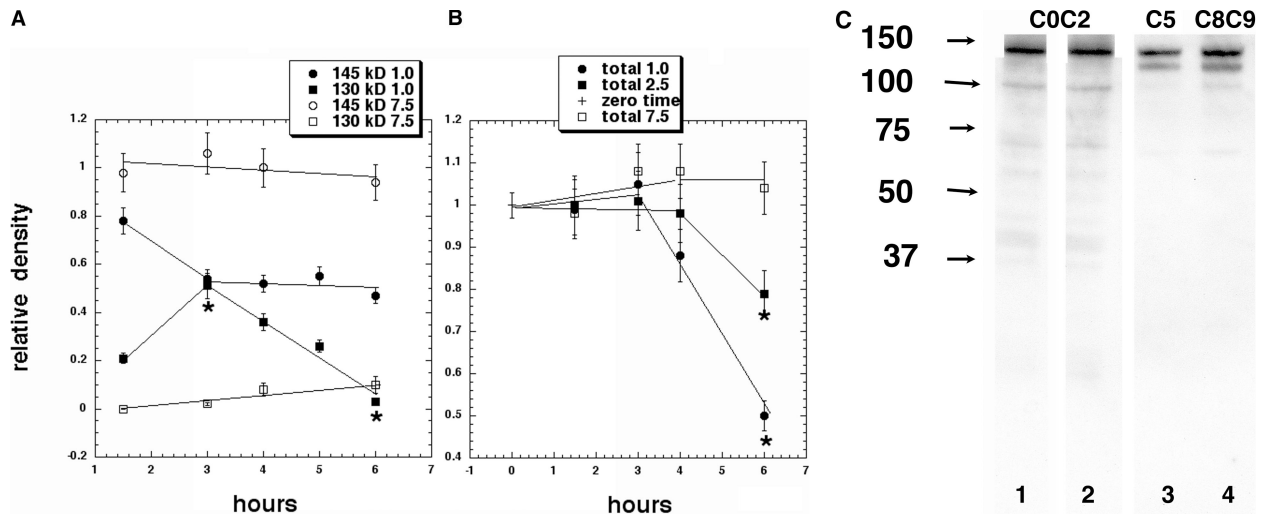 A
145 kD 1.0
130 kD 1.0
145 kD 7.5
130 kD 7.5
relative density
1.2
1
0.8
0.6
0.4
0.2
0
-0.2
*
*
1 2 3 4 5 6 7
hours
B
total 1.0
total 2.5
zero time
total 7.5
1.2
1.1
1
0.9
0.8
0.7
0.6
0.5
0.4
*
*
-1 0 1 2 3 4 5 6 7
hours
C
C0C2 C5 C8C9
150
100
75
50
37
1 2 3 4